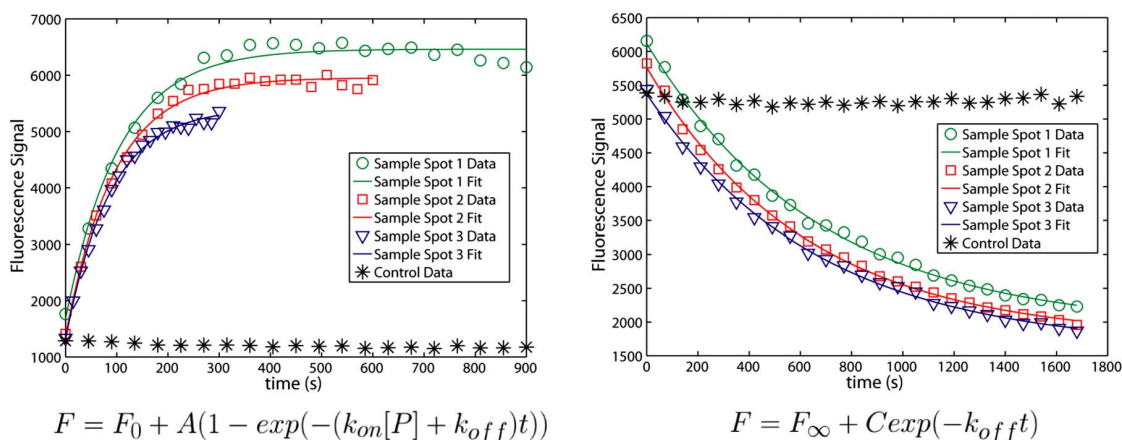 7000
6000
5000
4000
3000
2000
1000
Fluorescence Signal
0 100 200 300 400 500 600 700 800 900
time (s)
Sample Spot 1 Data
Sample Spot 1 Fit
Sample Spot 2 Data
Sample Spot 2 Fit
Sample Spot 3 Data
Sample Spot 3 Fit
Control Data
F = F₀ + A(1 − exp(−(kₒₙ[P] + kₒff)t))
6500
6000
5500
5000
4500
4000
3500
3000
2500
2000
1500
Fluorescence Signal
0 200 400 600 800 1000 1200 1400 1600 1800
time (s)
Sample Spot 1 Data
Sample Spot 1 Fit
Sample Spot 2 Data
Sample Spot 2 Fit
Sample Spot 3 Data
Sample Spot 3 Fit
Control Data
F = F∞ + Cexp(−kₒfft)